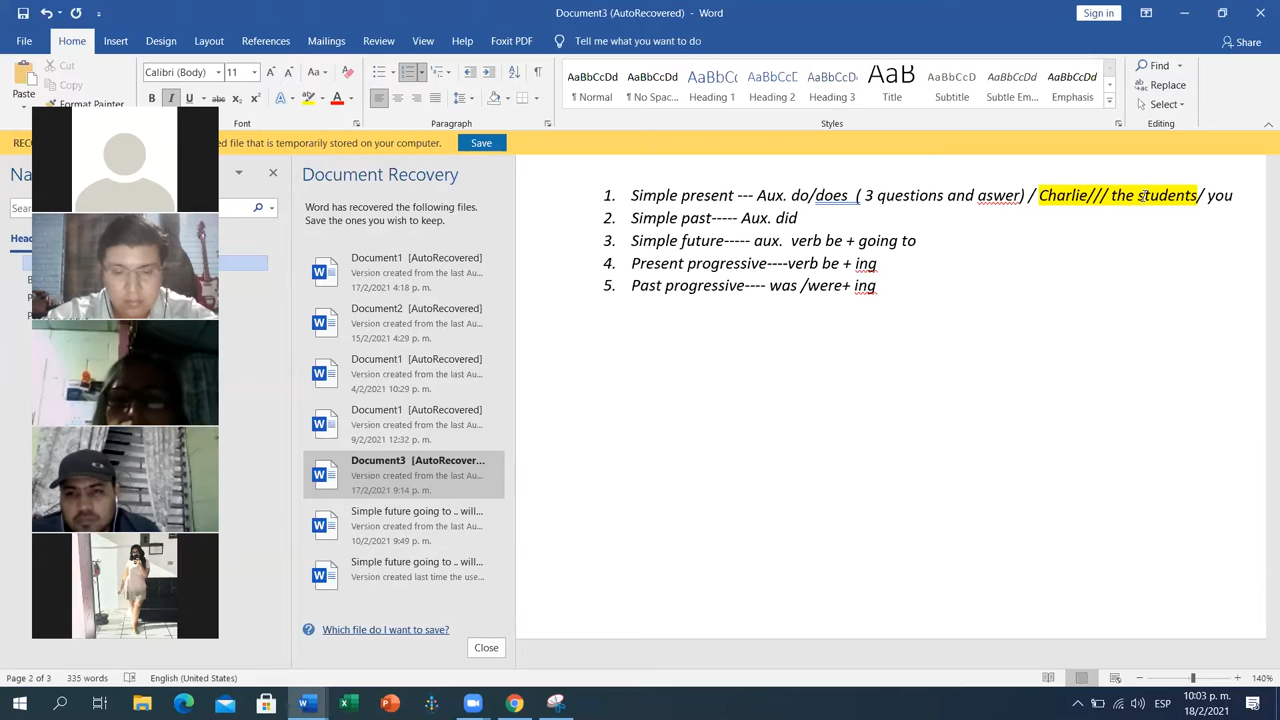 Document3 (AutoRecovered) - Word
File Home Insert Design Layout References Mailings Review View Foxit PDF Tell me what you want to do
Share
Cut
Copy
Format Painter
Paste
Calibri (Body) 11
Font
Paragraph
AaBbCcDd AaBbCcDd AaBbCc AaBbCcD AaBbCcD AaB AaBbCcD AaBbCcDd AaBbCcDd
¶ Normal ¶ No Spac... Heading 1 Heading 2 Heading 3 Title Subtitle Subtle Em... Emphasis
Styles
Find
Replace
Select
Editing
file that is temporarily stored on your computer. Save
Document Recovery
Word has recovered the following files.
Save the ones you wish to keep.
Document1 [AutoRecovered]
Version created from the last Au...
17/2/2021 4:18 p. m.
Document2 [AutoRecovered]
Version created from the last Au...
15/2/2021 4:29 p. m.
Document1 [AutoRecovered]
Version created from the last Au...
4/2/2021 10:29 p. m.
Document1 [AutoRecovered]
Version created from the last Au...
9/2/2021 12:32 p. m.
Document3 [AutoRecover...
Version created from the last Au...
17/2/2021 9:14 p. m.
Simple future going to .. will...
Version created from the last Au...
10/2/2021 9:49 p. m.
Simple future going to .. will...
Version created last time the use...
Which file do I want to save?
Close
1. Simple present --- Aux. do/does ( 3 questions and aswer) / Charlie/// the students/ you
2. Simple past----- Aux. did
3. Simple future----- aux. verb be + going to
4. Present progressive----verb be + ing
5. Past progressive---- was /were+ ing
Page 2 of 3 335 words English (United States)
140%
ESP
10:03 p. m.
18/2/2021